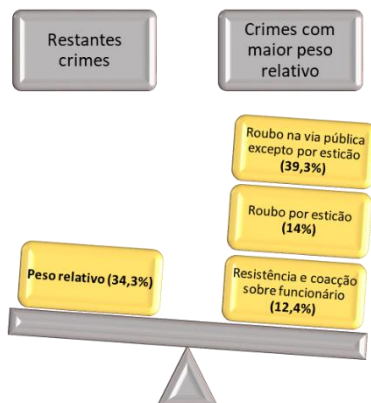 Restantes
crimes
Crimes com
maior peso
relativo
Roubo na via pública
excepto por esticão
(39,3%)
Roubo por esticão
(14%)
Peso relativo (34,3%)
Resistência e coacção
sobre funcionário
(12,4%)